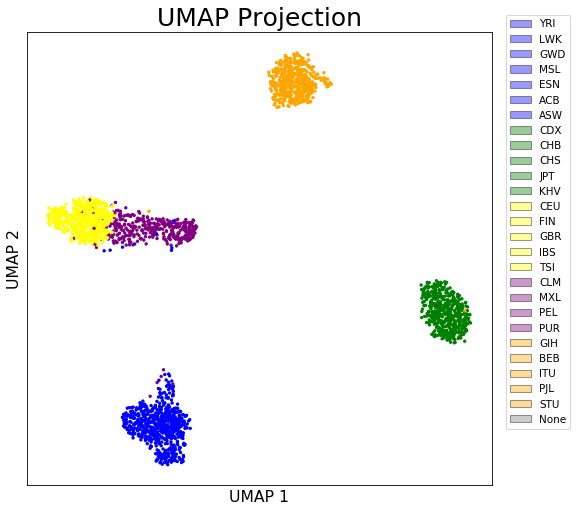 UMAP Projection
YRI
LWK
GWD
MSL
ESN
ACB
ASW
CDX
CHB
CHS
JPT
KHV
CEU
FIN
GBR
IBS
TSI
CLM
MXL
PEL
PUR
GIH
BEB
ITU
PJL
STU
None
UMAP 2
UMAP 1